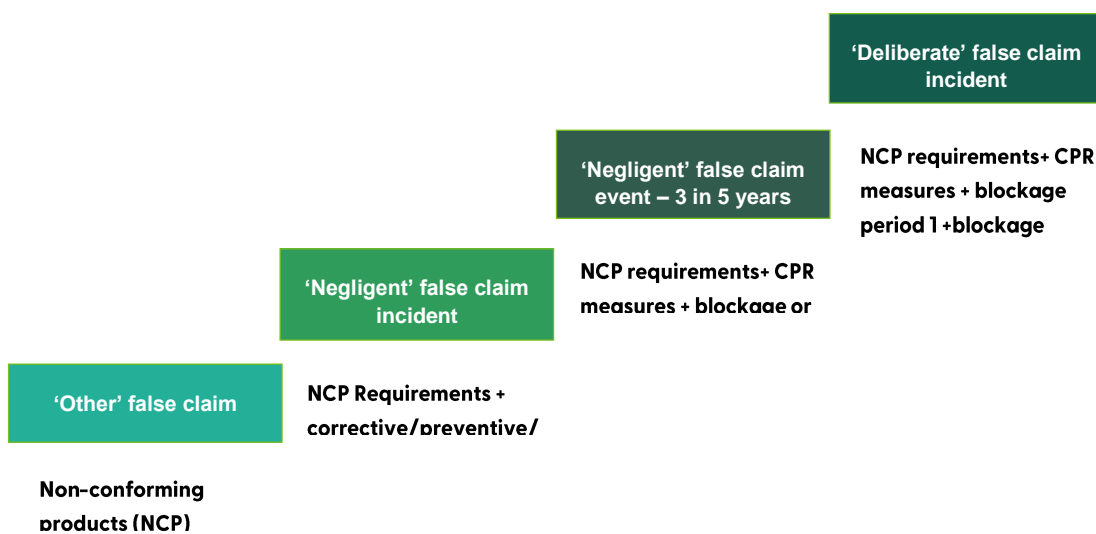 ‘Deliberate’ false claim
incident
NCP requirements+ CPR
measures + blockage
period 1 +blockage
‘Negligent’ false claim
event – 3 in 5 years
NCP requirements+ CPR
measures + blockage or
‘Negligent’ false claim
incident
NCP Requirements +
corrective/preventive/
‘Other’ false claim
Non-conforming
products (NCP)